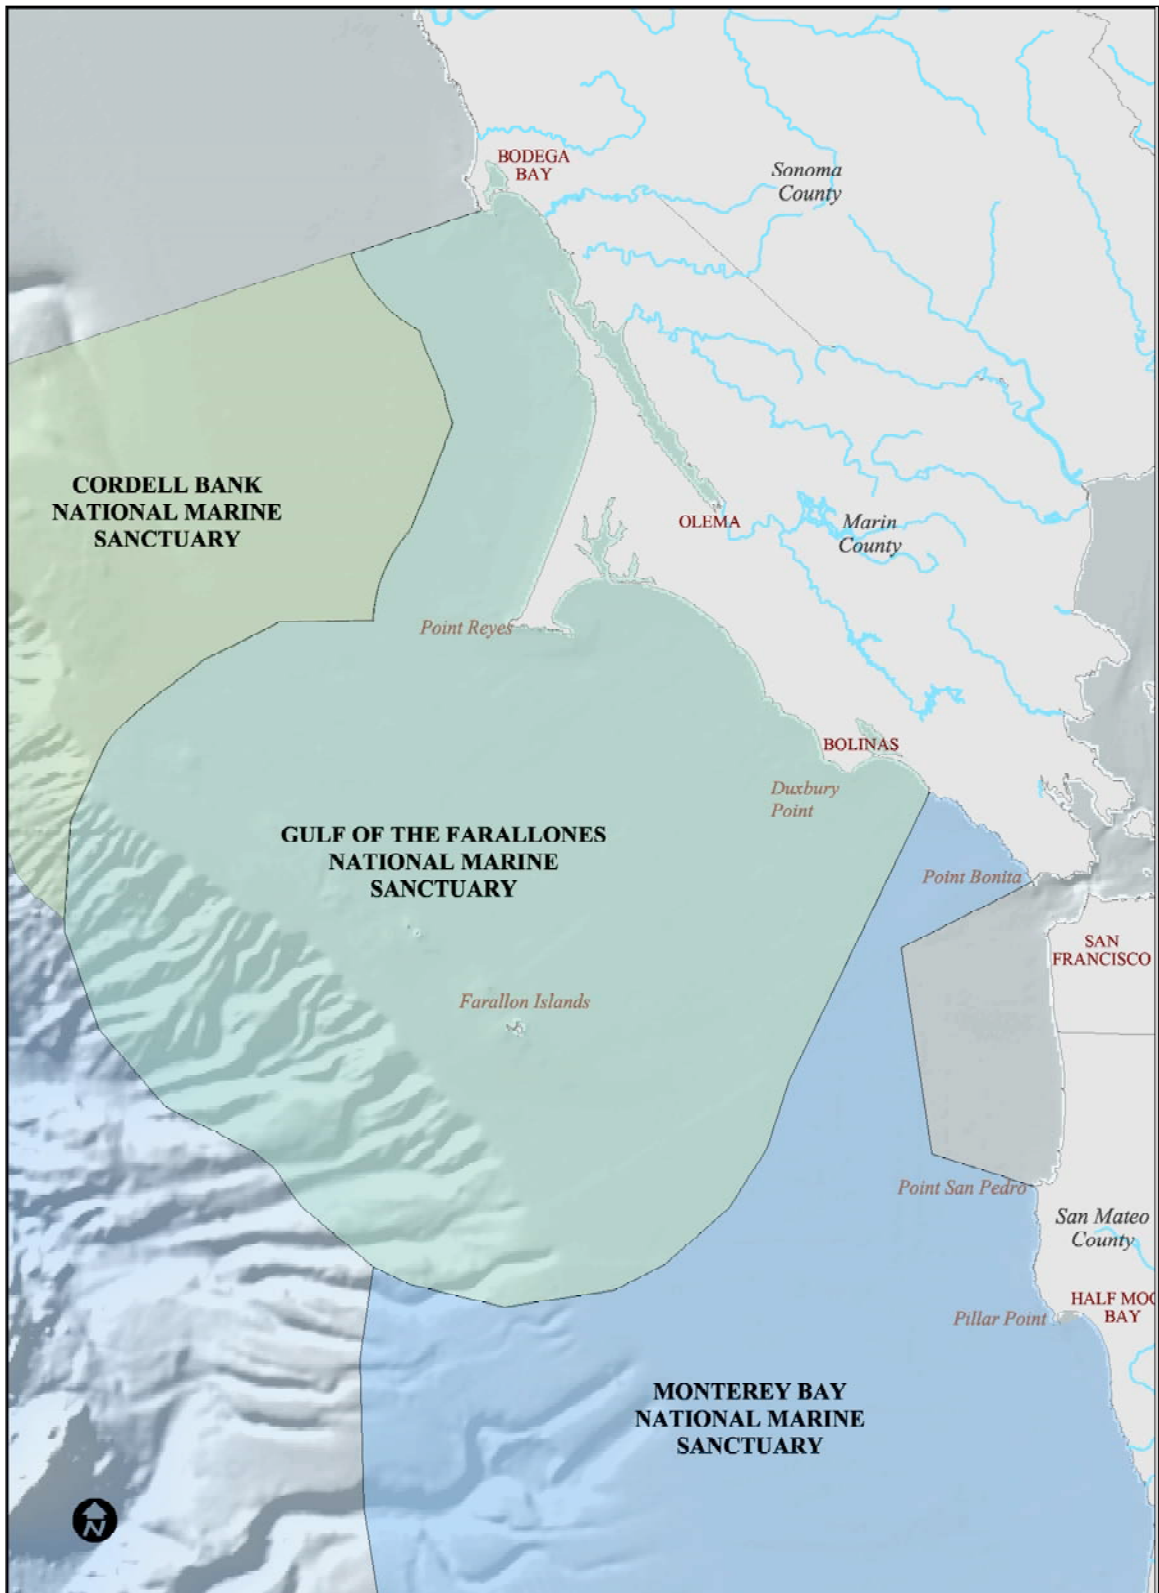 BODEGA
BAY
Sonoma
County
CORDELL BANK
NATIONAL MARINE
SANCTUARY
OLEMA
Marin
County
Point Reyes
BOLINAS
Duxbury
Point
GULF OF THE FARALLONES
NATIONAL MARINE
SANCTUARY
Point Bonita
SAN
FRANCISCO
Farallon Islands
Point San Pedro
San Mateo
County
HALF MOO
BAY
Pillar Point
MONTEREY BAY
NATIONAL MARINE
SANCTUARY
N